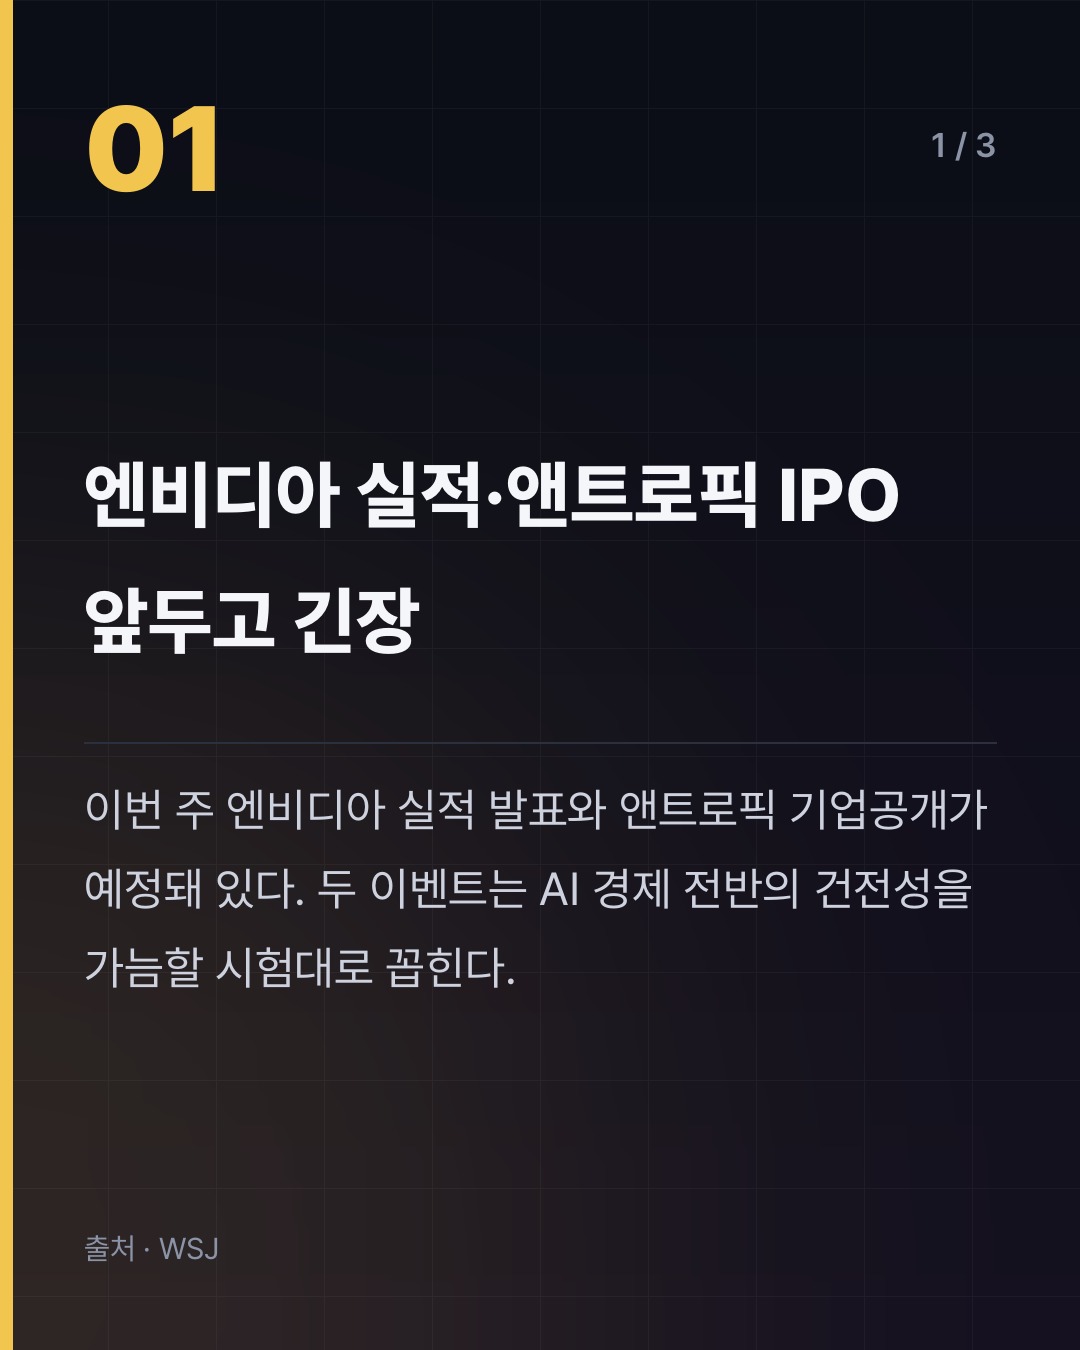 01
1 / 3
엔비디아 실적·앤트로픽 IPO
앞두고 긴장
이번 주 엔비디아 실적 발표와 앤트로픽 기업공개가
예정돼 있다. 두 이벤트는 AI 경제 전반의 건전성을
가늠할 시험대로 꼽힌다.
출처 · WSJ